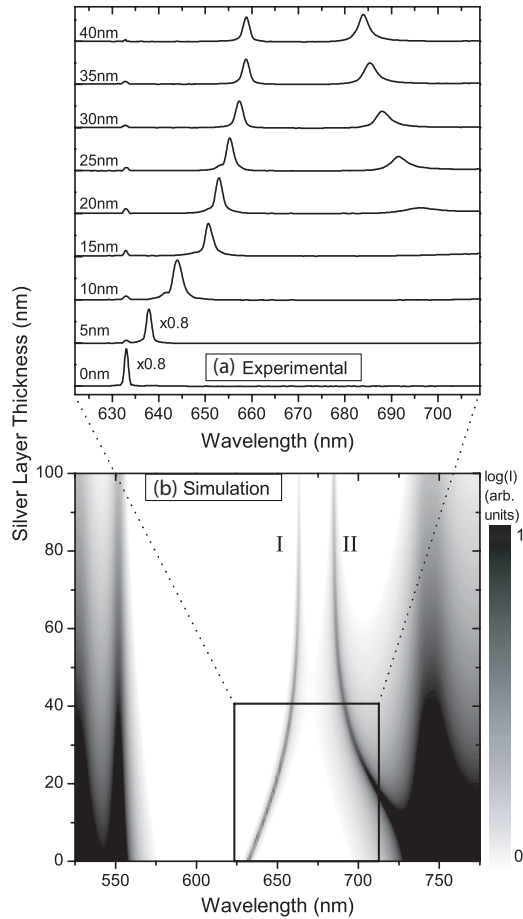 40nm
35nm
30nm
25nm
20nm
15nm
10nm
5nm
x0.8
0nm
x0.8
(a) Experimental
630 640 650 660 670 680 690 700
Wavelength (nm)
Silver Layer Thickness (nm)
100
80
60
40
20
0
(b) Simulation
I
II
log(I)
(arb.
units)
1
0
550 600 650 700 750
Wavelength (nm)